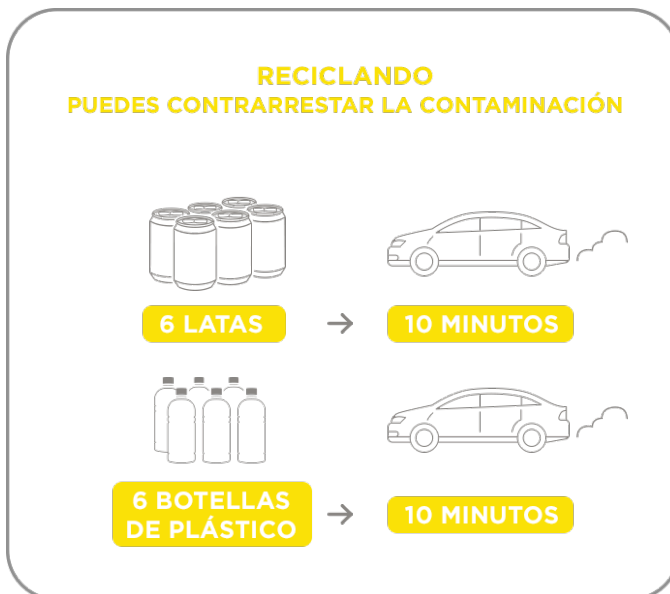 RECICLANDO
PUEDES CONTRARRESTAR LA CONTAMINACIÓN
6 LATAS
10 MINUTOS
6 BOTELLAS
DE PLÁSTICO
10 MINUTOS